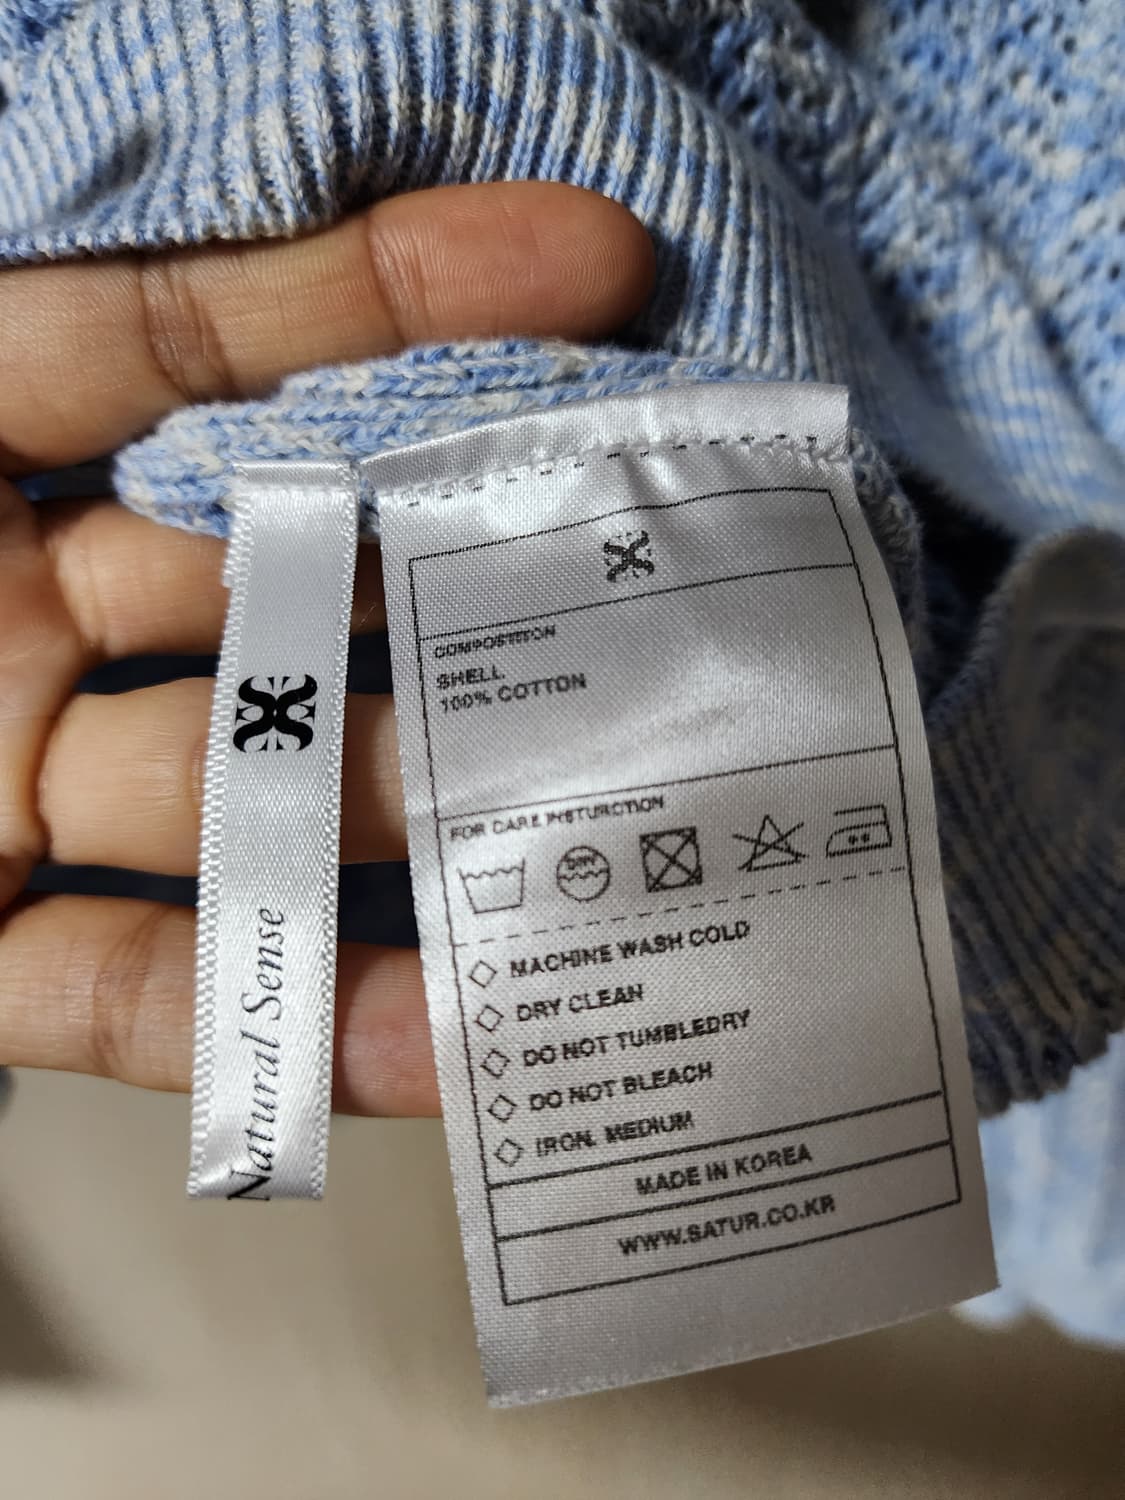 Natural Sense
COMPOSITION
SHELL
100% COTTON
FOR CARE INSTURCTION
DRY
MACHINE WASH COLD
DRY CLEAN
DO NOT TUMBLEDRY
DO NOT BLEACH
IRON. MEDIUM
MADE IN KOREA
WWW.SATUR.CO.KR